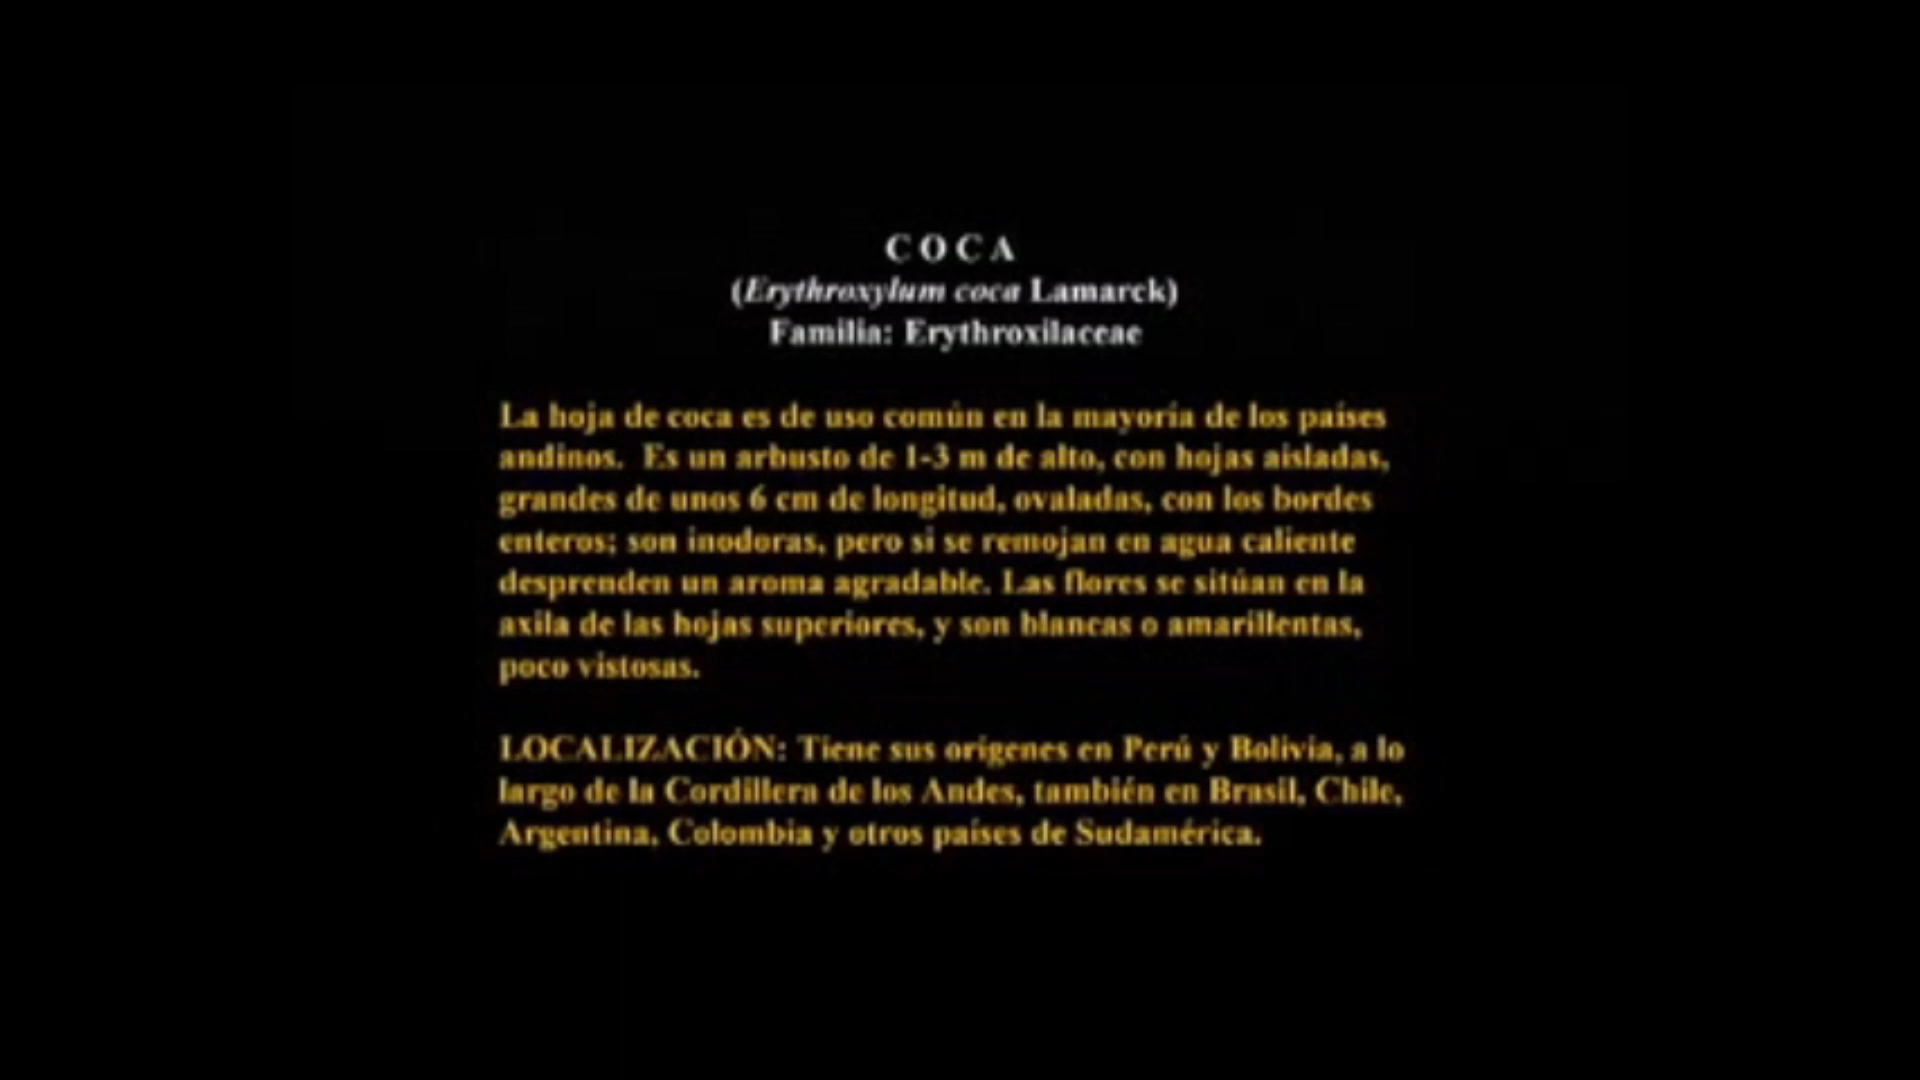 COCA
(Erythroxylum coca Lamarck)
Familia: Erythroxilaceae
La hoja de coca es de uso común en la mayoría de los países
andinos. Es un arbusto de 1-3 m de alto, con hojas aisladas,
grandes de unos 6 cm de longitud, ovaladas, con los bordes
enteros; son inodoras, pero si se remojan en agua caliente
desprenden un aroma agradable. Las flores se sitúan en la
axila de las hojas superiores, y son blancas o amarillentas,
poco vistosas.
LOCALIZACIÓN: Tiene sus orígenes en Perú y Bolivia, a lo
largo de la Cordillera de los Andes, también en Brasil, Chile,
Argentina, Colombia y otros países de Sudamérica.